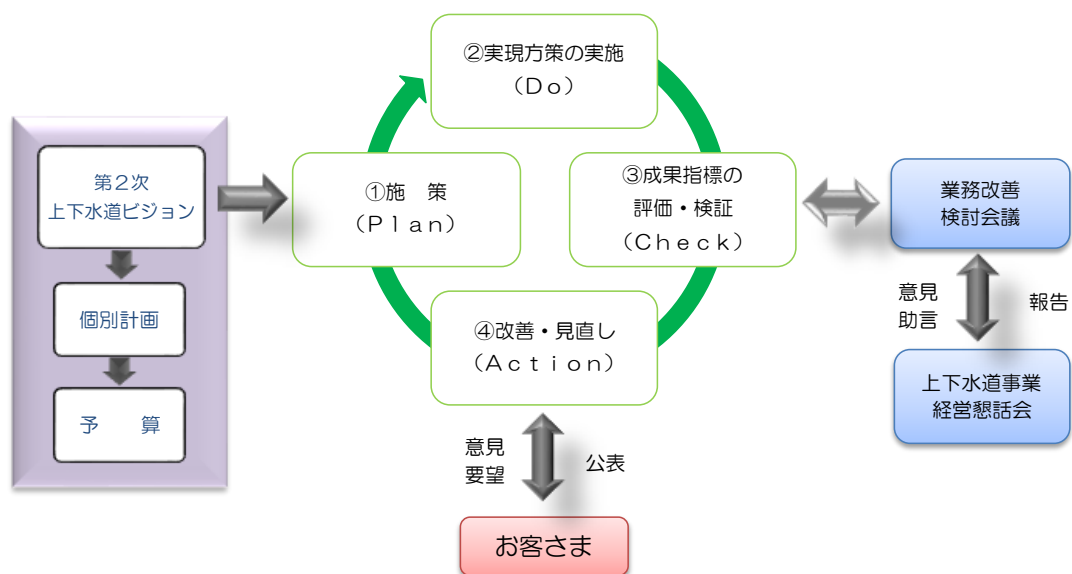 ②実現方策の実施
（Ｄｏ）
第２次
上下水道ビジョン
個別計画
予　算
①施　策
（Ｐｌａｎ）
③成果指標の
評価・検証
（Ｃｈｅｃｋ）
業務改善
検討会議
④改善・見直し
（Ａｃｔｉｏｎ）
意見
助言
報告
上下水道事業
経営懇話会
意見
要望
公表
お客さま